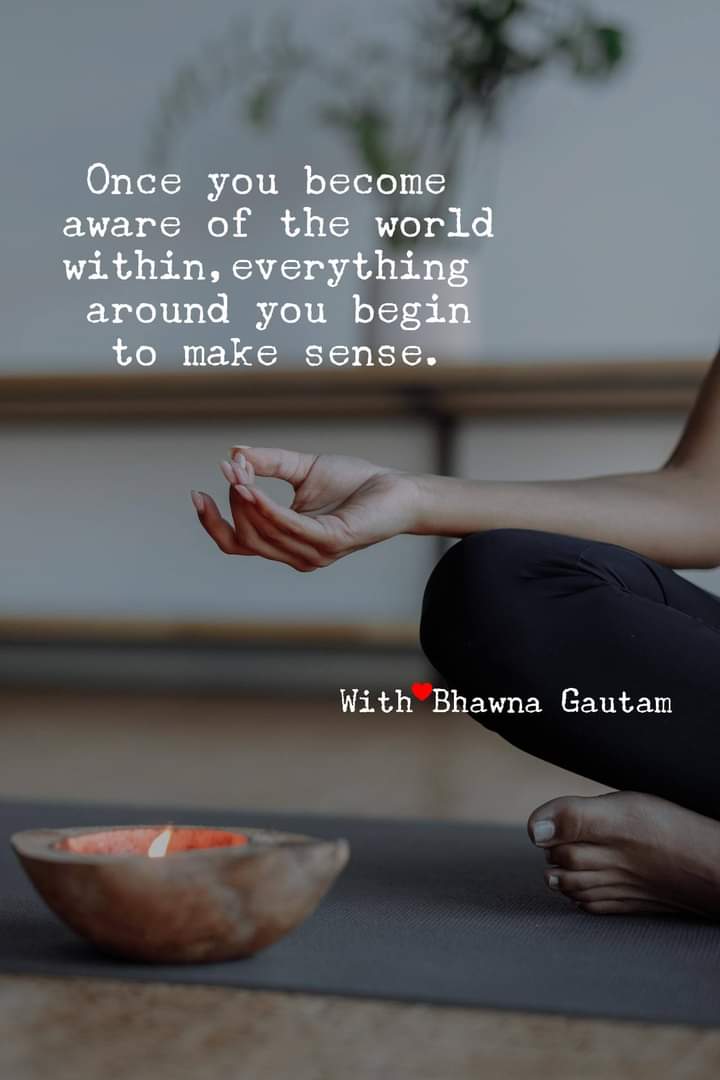 Once you become
aware of the world
within, everything
around you begin
to make sense.
With❤Bhawna Gautam